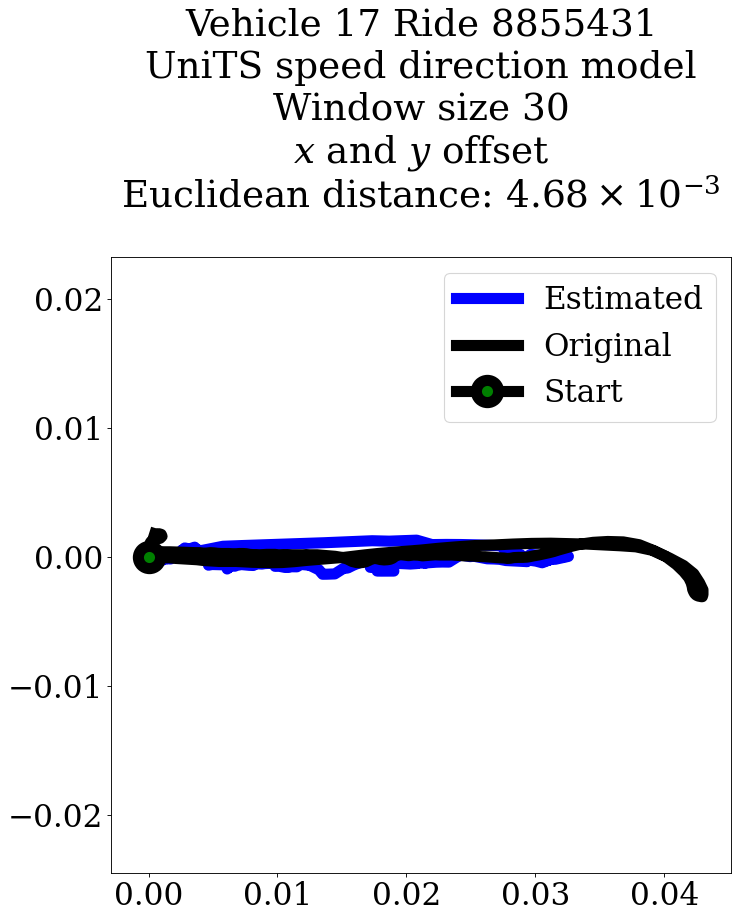 Vehicle 17 Ride 8855431
UniTS speed direction model
Window size 30
x and y offset
Euclidean distance: 4.68 × 10⁻³
Estimated
Original
Start
0.02
0.01
0.00
−0.01
−0.02
0.00 0.01 0.02 0.03 0.04